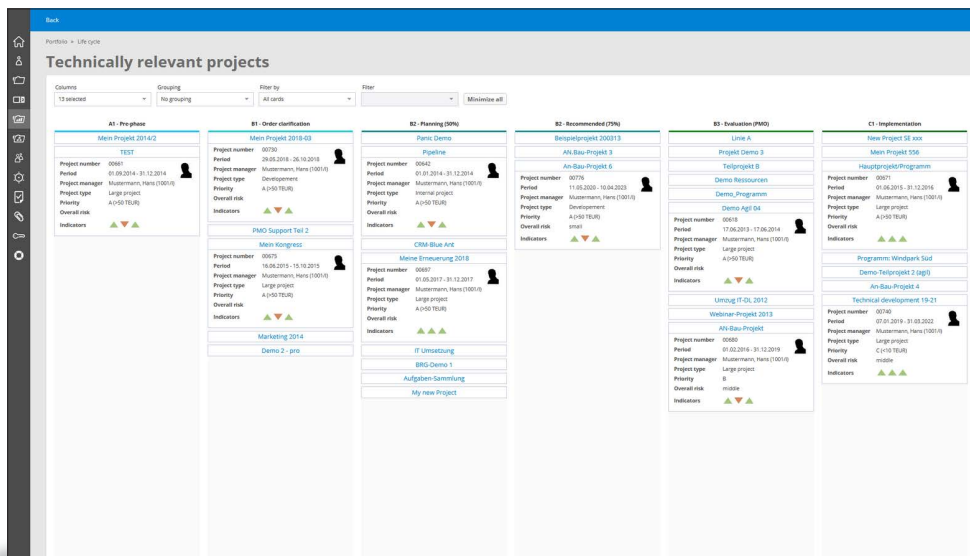 Back
Portfolio > Life cycle
Technically relevant projects
Columns
13 selected
Grouping
No grouping
Filter by
All cards
Filter
Minimize all
A1 - Pre-phase
Mein Projekt 2014/2
TEST
Project number 00661
Period 01.09.2014 - 31.12.2014
Project manager Mustermann, Hans (1001/I)
Project type Large project
Priority A (>50 TEUR)
Overall risk
Indicators
B1 - Order clarification
Mein Projekt 2018-03
Project number 00730
Period 29.05.2018 - 26.10.2018
Project manager Mustermann, Hans (1001/I)
Project type Developement
Priority A (>50 TEUR)
Overall risk
Indicators
PMO Support Teil 2
Mein Kongress
Project number 00675
Period 16.06.2015 - 15.10.2015
Project manager Mustermann, Hans (1001/I)
Project type Large project
Priority A (>50 TEUR)
Overall risk
Indicators
Marketing 2014
Demo 2 - pro
B2 - Planning (50%)
Panic Demo
Pipeline
Project number 00642
Period 01.01.2014 - 31.12.2014
Project manager Mustermann, Hans (1001/I)
Project type Internal project
Priority A (>50 TEUR)
Overall risk
Indicators
CRM-Blue Ant
Meine Erneuerung 2018
Project number 00697
Period 01.05.2017 - 31.12.2017
Project manager Mustermann, Hans (1001/I)
Project type Large project
Priority A (>50 TEUR)
Overall risk
Indicators
IT Umsetzung
BRG-Demo 1
Aufgaben-Sammlung
My new Project
B2 - Recommended (75%)
Beispielprojekt 200313
AN.Bau-Projekt 3
An-Bau-Projekt 6
Project number 00776
Period 11.05.2020 - 10.04.2023
Project manager Mustermann, Hans (1001/I)
Project type Developement
Priority A (>50 TEUR)
Overall risk small
Indicators
B3 - Evaluation (PMO)
Linie A
Projekt Demo 3
Teilprojekt B
Demo Ressourcen
Demo_Programm
Demo Agil 04
Project number 00618
Period 17.06.2013 - 17.06.2014
Project manager Mustermann, Hans (1001/I)
Project type Large project
Priority A (>50 TEUR)
Overall risk
Indicators
Umzug IT-DL 2012
Webinar-Projekt 2013
AN-Bau-Projekt
Project number 00680
Period 01.02.2016 - 31.12.2019
Project manager Mustermann, Hans (1001/I)
Project type Large project
Priority B
Overall risk middle
Indicators
C1 - Implementation
New Project SE xxx
Mein Projekt 556
Hauptprojekt/Programm
Project number 00671
Period 01.06.2015 - 31.12.2016
Project manager Mustermann, Hans (1001/I)
Project type Large project
Priority A (>50 TEUR)
Overall risk
Indicators
Programm: Windpark Süd
Demo-Teilprojekt 2 (agil)
An-Bau-Projekt 4
Technical development 19-21
Project number 00740
Period 07.01.2019 - 31.03.2022
Project manager Mustermann, Hans (1001/I)
Project type Large project
Priority C (<10 TEUR)
Overall risk middle
Indicators